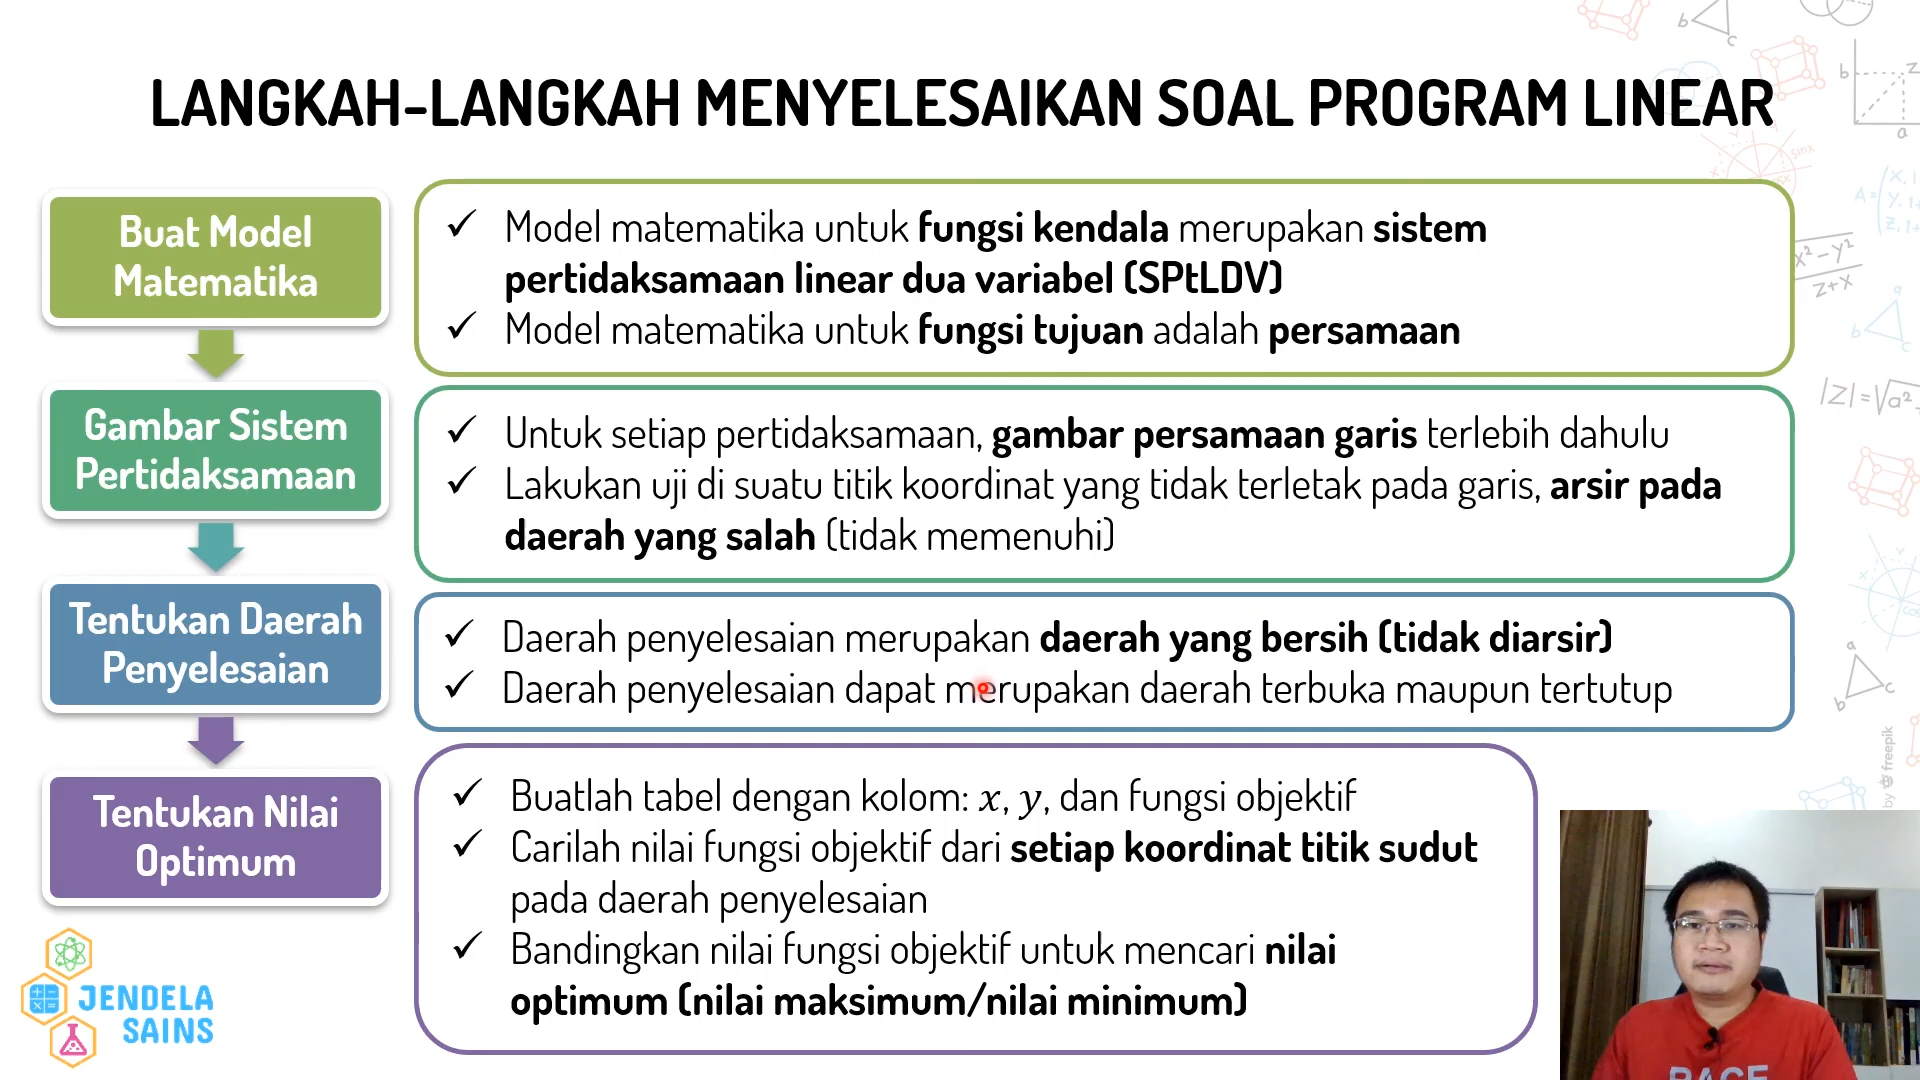 LANGKAH-LANGKAH MENYELESAIKAN SOAL PROGRAM LINEAR
Buat Model
Matematika
✓ Model matematika untuk fungsi kendala merupakan sistem
pertidaksamaan linear dua variabel (SPtLDV)
✓ Model matematika untuk fungsi tujuan adalah persamaan
Gambar Sistem
Pertidaksamaan
✓ Untuk setiap pertidaksamaan, gambar persamaan garis terlebih dahulu
✓ Lakukan uji di suatu titik koordinat yang tidak terletak pada garis, arsir pada
daerah yang salah (tidak memenuhi)
Tentukan Daerah
Penyelesaian
✓ Daerah penyelesaian merupakan daerah yang bersih (tidak diarsir)
✓ Daerah penyelesaian dapat merupakan daerah terbuka maupun tertutup
Tentukan Nilai
Optimum
✓ Buatlah tabel dengan kolom: x, y, dan fungsi objektif
✓ Carilah nilai fungsi objektif dari setiap koordinat titik sudut
pada daerah penyelesaian
✓ Bandingkan nilai fungsi objektif untuk mencari nilai
optimum (nilai maksimum/nilai minimum)
JENDELA
SAINS
by freepik
RACE